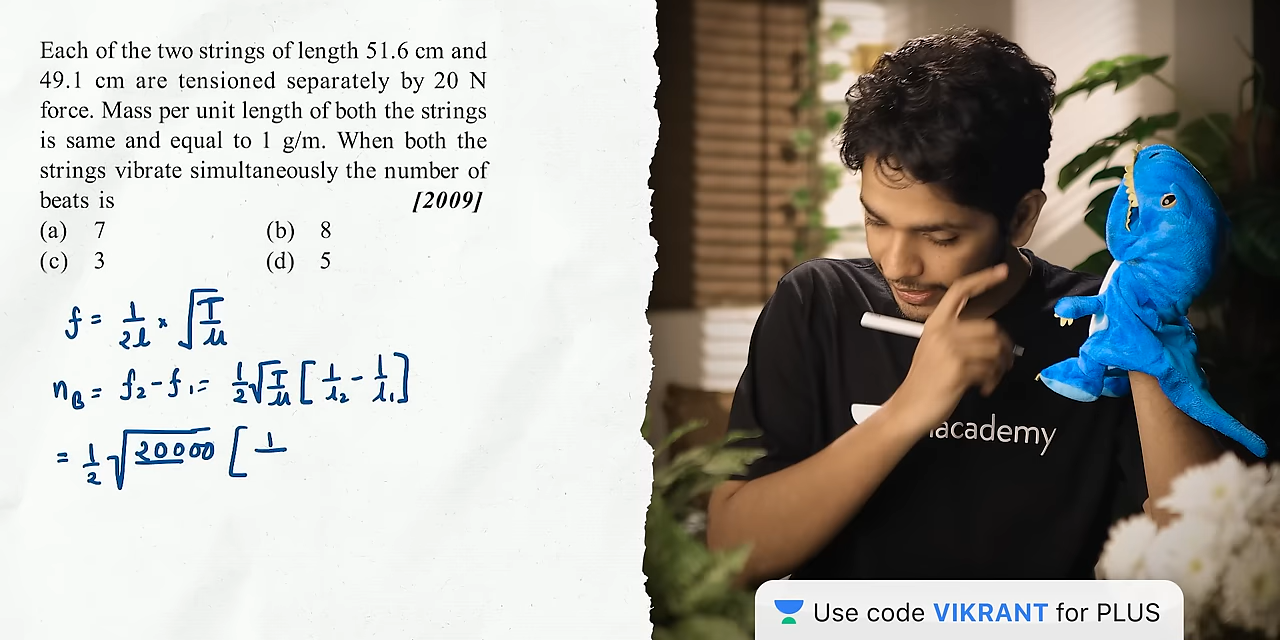 Each of the two strings of length 51.6 cm and
49.1 cm are tensioned separately by 20 N
force. Mass per unit length of both the strings
is same and equal to 1 g/m. When both the
strings vibrate simultaneously the number of
beats is [2009]
(a) 7 (b) 8
(c) 3 (d) 5
f = 1/2l × √T/μ
n_B = f₂ - f₁ = 1/2 √T/μ [1/l₂ - 1/l₁]
= 1/2 √20000 [1/
academy
Use code VIKRANT for PLUS